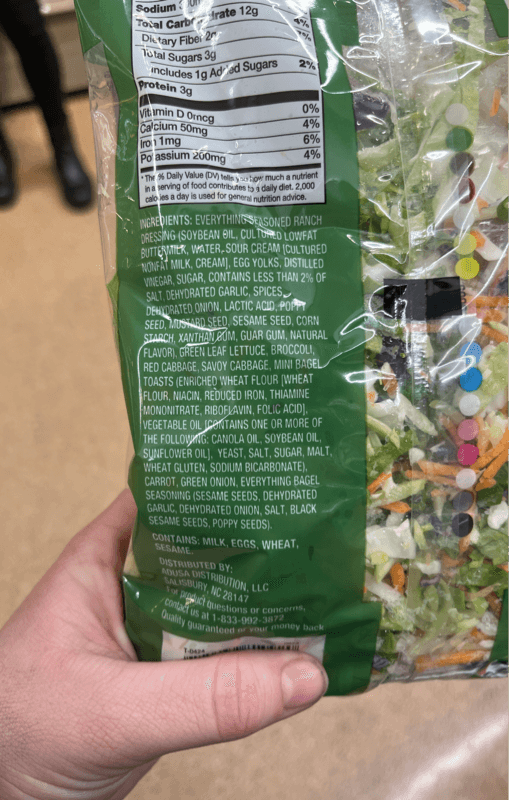 Sodium
Total Carbohydrate 12g 4%
Dietary Fiber 2g 7%
Total Sugars 3g
Includes 1g Added Sugars 2%
Protein 3g
Vitamin D 0mcg 0%
Calcium 50mg 4%
Iron 1mg 6%
Potassium 200mg 4%
* The % Daily Value (DV) tells you how much a nutrient
in a serving of food contributes to a daily diet. 2,000
calories a day is used for general nutrition advice.
INGREDIENTS: EVERYTHING SEASONED RANCH
DRESSING (SOYBEAN OIL, CULTURED LOWFAT
BUTTERMILK, WATER, SOUR CREAM [CULTURED
NONFAT MILK, CREAM], EGG YOLKS, DISTILLED
VINEGAR, SUGAR, CONTAINS LESS THAN 2% OF
SALT, DEHYDRATED GARLIC, SPICES,
DEHYDRATED ONION, LACTIC ACID, POPPY
SEED, MUSTARD SEED, SESAME SEED, CORN
STARCH, XANTHAN GUM, GUAR GUM, NATURAL
FLAVOR), GREEN LEAF LETTUCE, BROCCOLI,
RED CABBAGE, SAVOY CABBAGE, MINI BAGEL
TOASTS (ENRICHED WHEAT FLOUR [WHEAT
FLOUR, NIACIN, REDUCED IRON, THIAMINE
MONONITRATE, RIBOFLAVIN, FOLIC ACID],
VEGETABLE OIL [CONTAINS ONE OR MORE OF
THE FOLLOWING: CANOLA OIL, SOYBEAN OIL,
SUNFLOWER OIL], YEAST, SALT, SUGAR, MALT,
WHEAT GLUTEN, SODIUM BICARBONATE),
CARROT, GREEN ONION, EVERYTHING BAGEL
SEASONING (SESAME SEEDS, DEHYDRATED
GARLIC, DEHYDRATED ONION, SALT, BLACK
SESAME SEEDS, POPPY SEEDS).
CONTAINS: MILK, EGGS, WHEAT,
SESAME.
DISTRIBUTED BY:
ADUSA DISTRIBUTION, LLC
SALISBURY, NC 28147
For product questions or concerns,
contact us at 1-833-992-3872
Quality guaranteed or your money back